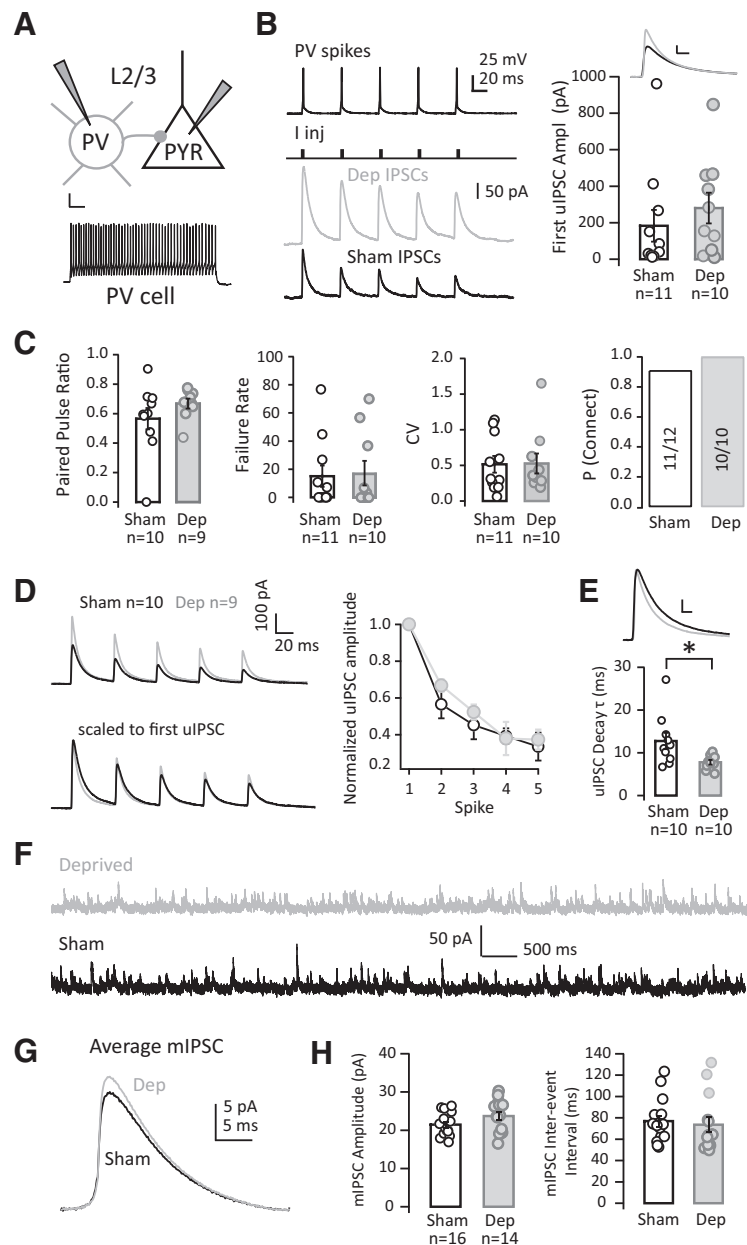 A
L2/3
PV
PYR
PV cell
B
PV spikes
25 mV
20 ms
I inj
Dep IPSCs
50 pA
Sham IPSCs
First uIPSC Ampl (pA)
1000
800
600
400
200
0
Sham
n=11
Dep
n=10
C
Paired Pulse Ratio
1.0
0.8
0.6
0.4
0.2
0.0
Sham
n=10
Dep
n=9
Failure Rate
100
80
60
40
20
0
Sham
n=11
Dep
n=10
CV
2.0
1.5
1.0
0.5
0.0
Sham
n=11
Dep
n=10
P (Connect)
1.0
0.8
0.6
0.4
0.2
0.0
11/12
10/10
Sham
Dep
D
Sham n=10 Dep n=9
100 pA
20 ms
scaled to first uIPSC
Normalized uIPSC amplitude
1.0
0.8
0.6
0.4
0.2
1 2 3 4 5
Spike
E
*
uIPSC Decay τ (ms)
30
20
10
0
Sham
n=10
Dep
n=10
F
Deprived
Sham
50 pA
500 ms
G
Average mIPSC
Dep
Sham
5 pA
5 ms
H
mIPSC Amplitude (pA)
40
30
20
10
0
Sham
n=16
Dep
n=14
mIPSC Inter-event
Interval (ms)
140
120
100
80
60
40
20
0
Sham
Dep